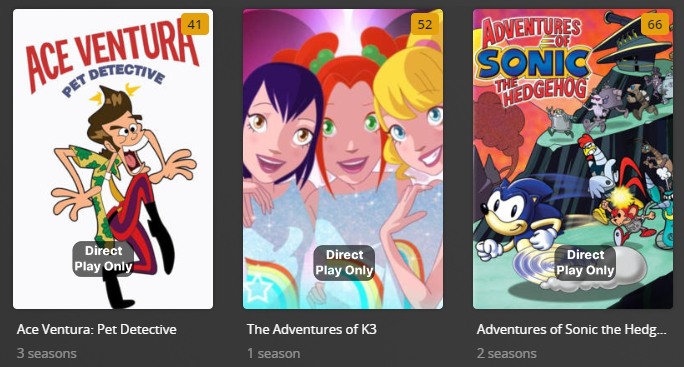 41
ACE VENTURA
PET DETECTIVE
Direct
Play Only
Ace Ventura: Pet Detective
3 seasons
52
Direct
Play Only
The Adventures of K3
1 season
66
ADVENTURES
OF
SONIC
THE
HEDGEHOG
Direct
Play Only
Adventures of Sonic the Hedg...
2 seasons